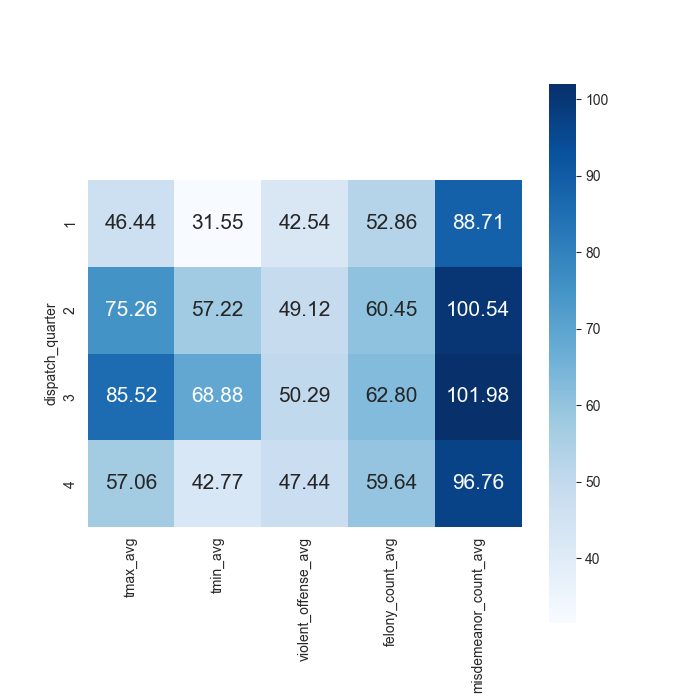 100
90
80
70
60
50
40
dispatch_quarter
1
46.44 31.55 42.54 52.86 88.71
2
75.26 57.22 49.12 60.45 100.54
3
85.52 68.88 50.29 62.80 101.98
4
57.06 42.77 47.44 59.64 96.76
tmax_avg
tmin_avg
violent_offense_avg
felony_count_avg
misdemeanor_count_avg